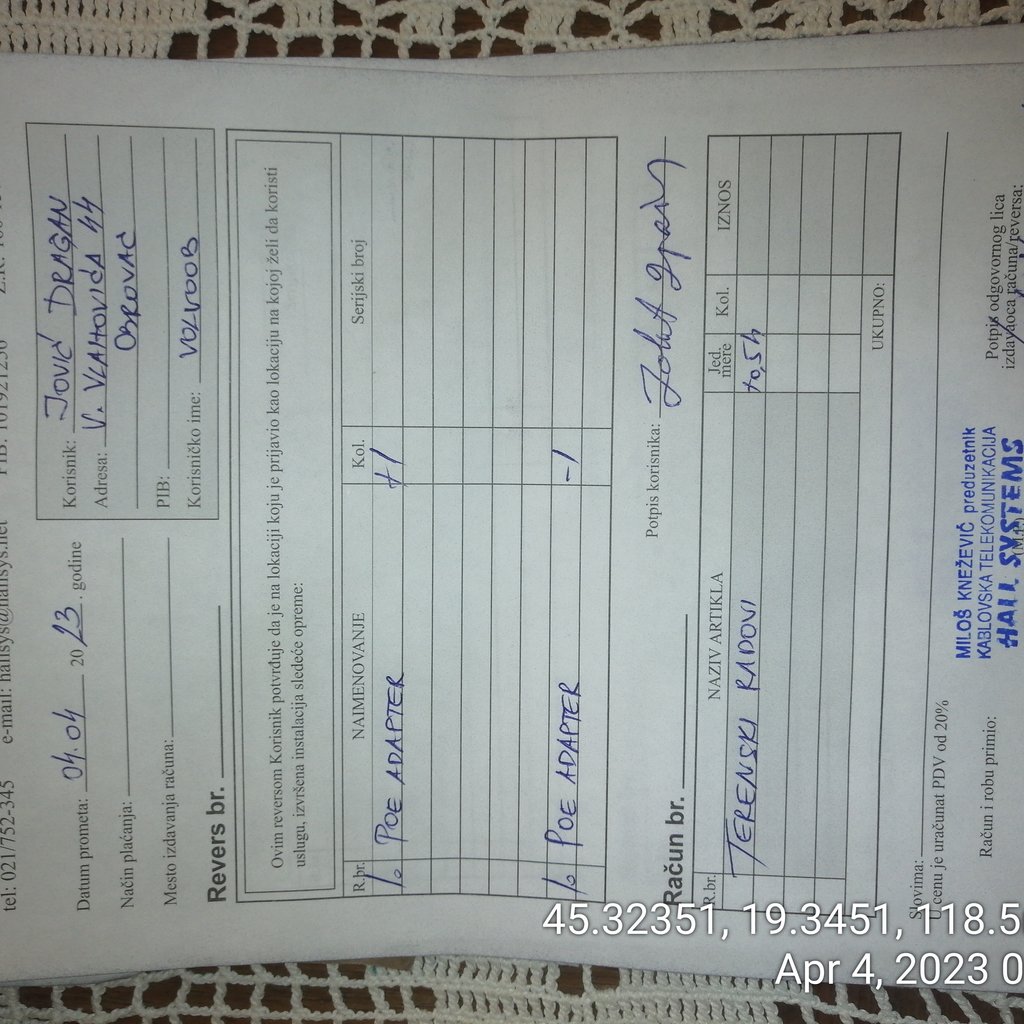 tel: 021/752-345 e-mail: hallsys@hallsys.net PIB: 101921230
Datum prometa: 04.04 2023. godine
Način plaćanja:
Mesto izdavanja računa:
Korisnik: JOVIĆ DRAGAN
Adresa: V. VLAHOVIĆA 44
OBROVAC
PIB:
Korisničko ime:
Revers br.
Ovim reversom Korisnik potvrđuje da je na lokaciji koju je prijavio kao lokaciju na kojoj želi da koristi
uslugu, izvršena instalacija sledeće opreme:
R.br. NAIMENOVANJE Kol. Serijski broj
1. POE ADAPTER +1
1. POE ADAPTER -1
Potpis korisnika:
Račun br.
R.br. NAZIV ARTIKLA Jed. mere Kol. IZNOS
TERENSKI RADOVI
UKUPNO:
Slovima:
U cenu je uračunat PDV od 20%
Račun i robu primio:
MILOŠ KNEŽEVIĆ preduzetnik
KABLOVSKA TELEKOMUNIKACIJA
HALL SYSTEMS
(M.P.)
Potpis odgovornog lica
izdavaoca računa/reversa:
45.32351, 19.3451, 118.5
Apr 4, 2023 0